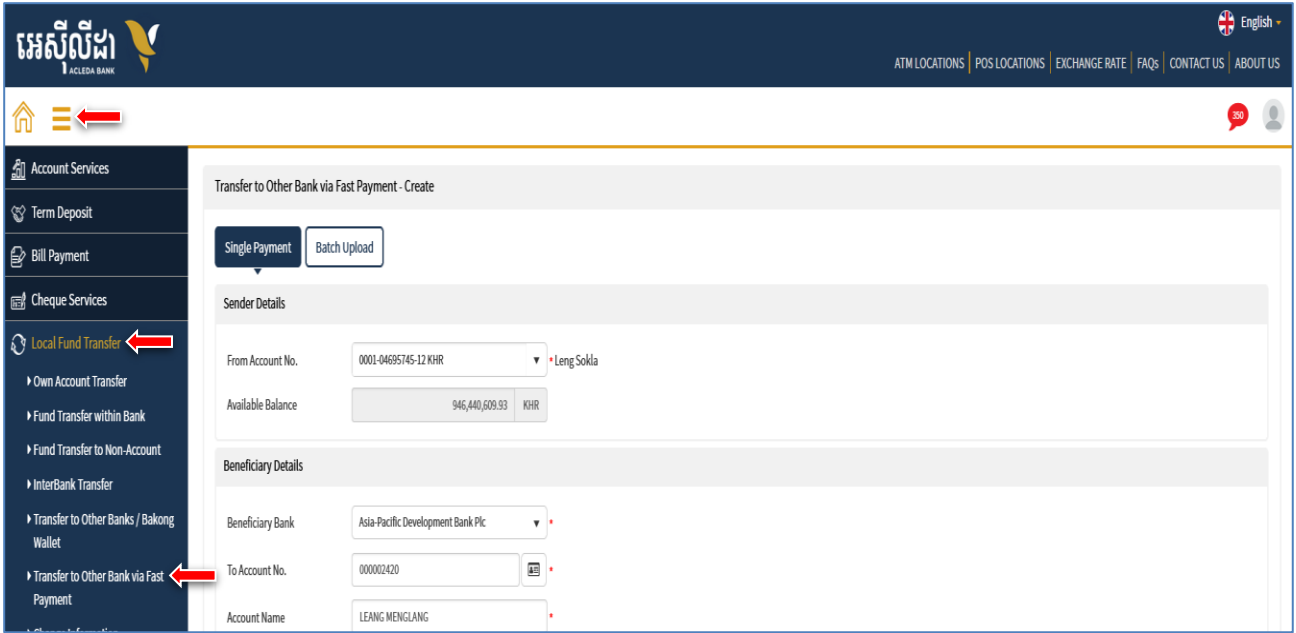 អេស៊ីលីដា
ACLEDA BANK
English
ATM LOCATIONS | POS LOCATIONS | EXCHANGE RATE | FAQs | CONTACT US | ABOUT US
350
Account Services
Term Deposit
Bill Payment
Cheque Services
Local Fund Transfer
Own Account Transfer
Fund Transfer within Bank
Fund Transfer to Non-Account
InterBank Transfer
Transfer to Other Banks / Bakong
Wallet
Transfer to Other Bank via Fast
Payment
Transfer to Other Bank via Fast Payment - Create
Single Payment
Batch Upload
Sender Details
From Account No. 0001-04695745-12 KHR * Leng Sokla
Available Balance 946,440,609.93 KHR
Beneficiary Details
Beneficiary Bank Asia-Pacific Development Bank Plc *
To Account No. 000002420 *
Account Name LEANG MENGLANG *